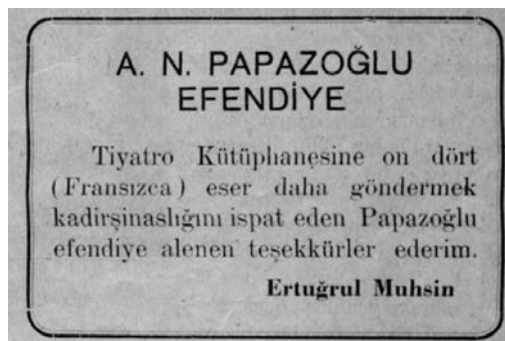 A. N. PAPAZOĞLU
EFENDİYE
Tiyatro Kütüphanesine on dört
(Fransızca) eser daha göndermek
kadirşinaslığını ispat eden Papazoğlu
efendiye alenen teşekkürler ederim.
Ertuğrul Muhsin